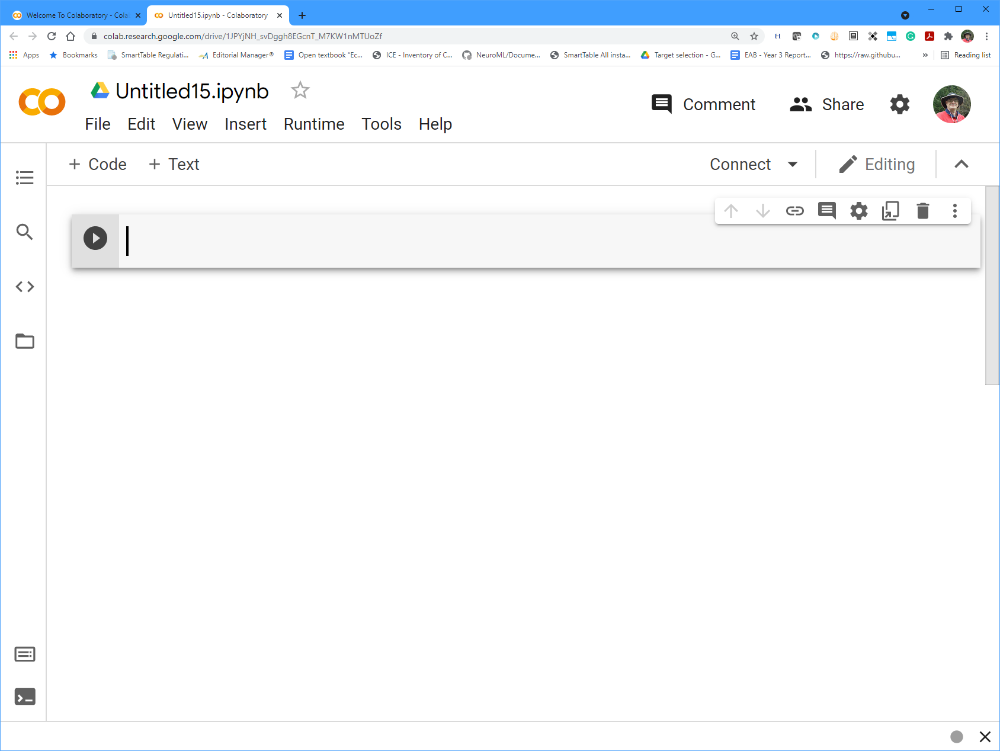 Welcome To Colaboratory - Cola
Untitled15.ipynb - Colaboratory
colab.research.google.com/drive/1JPYjNH_svDggh8EGcnT_M7KW1nMTUoZf
Apps Bookmarks SmartTable Regulati... Editorial Manager® Open textbook “Ec... ICE - Inventory of C... NeuroML/Docume... SmartTable All insta... Target selection - G... EAB - Year 3 Report... https://raw.githubu... » Reading list
Untitled15.ipynb
File Edit View Insert Runtime Tools Help
Comment Share
+ Code + Text
Connect Editing